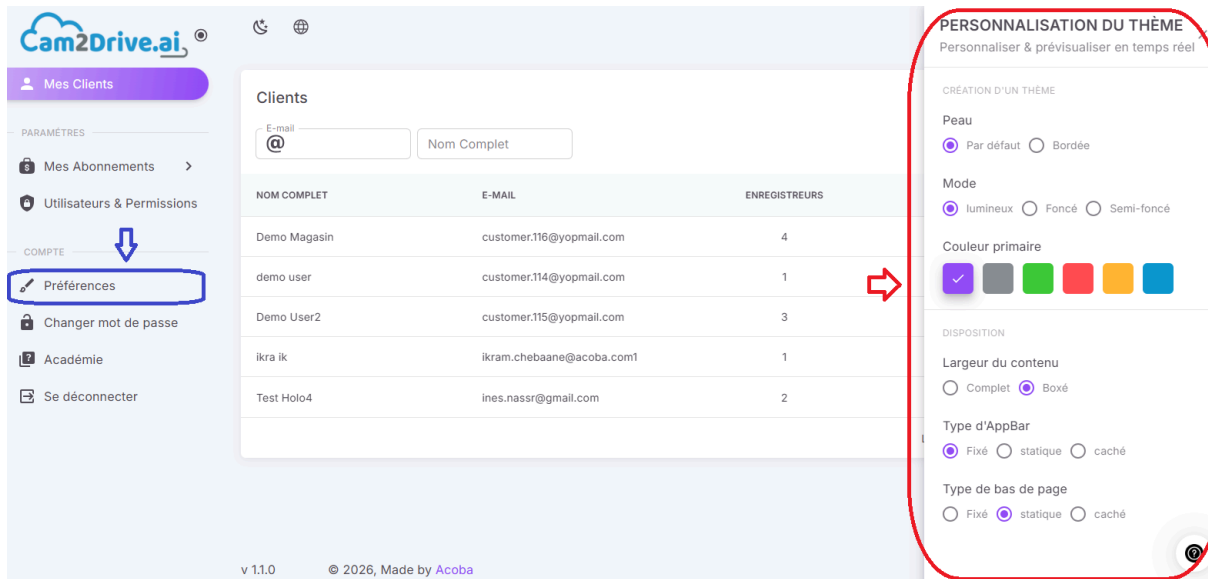 Cam2Drive.ai
Mes Clients
PARAMÉTRES
Mes Abonnements
Utilisateurs & Permissions
COMPTE
Préférences
Changer mot de passe
Académie
Se déconnecter
Clients
E-mail
@
Nom Complet
NOM COMPLET E-MAIL ENREGISTREURS
Demo Magasin customer.116@yopmail.com 4
demo user customer.114@yopmail.com 1
Demo User2 customer.115@yopmail.com 3
ikra ik ikram.chebaane@acoba.com1 1
Test Holo4 ines.nassr@gmail.com 2
v 1.1.0 © 2026, Made by Acoba
PERSONNALISATION DU THÈME
Personnaliser & prévisualiser en temps réel
CRÉATION D'UN THÈME
Peau
Par défaut Bordée
Mode
lumineux Foncé Semi-foncé
Couleur primaire
DISPOSITION
Largeur du contenu
Complet Boxé
Type d'AppBar
Fixé statique caché
Type de bas de page
Fixé statique caché